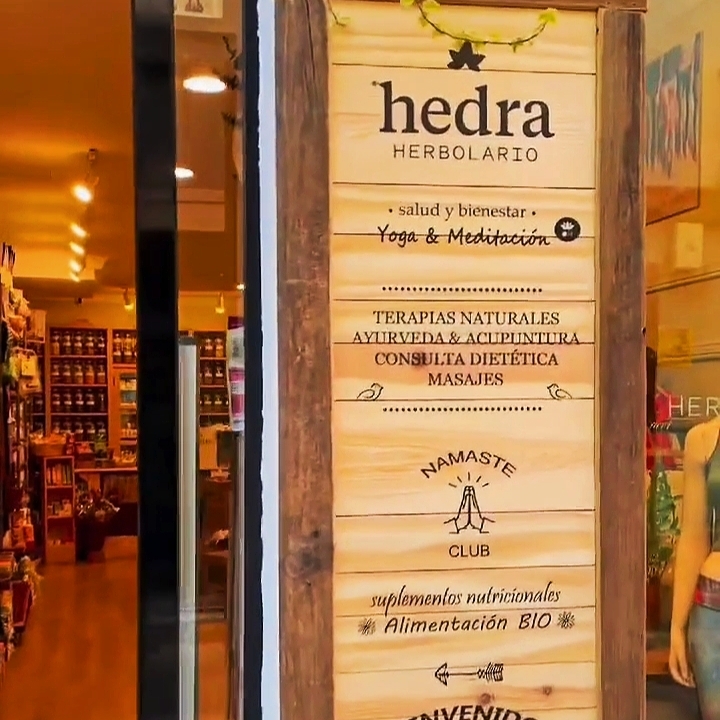 hedra
HERBOLARIO
• salud y bienestar •
Yoga & Meditación
TERAPIAS NATURALES
AYURVEDA & ACUPUNTURA
CONSULTA DIETÉTICA
MASAJES
NAMASTE
CLUB
suplementos nutricionales
Alimentación BIO
HER